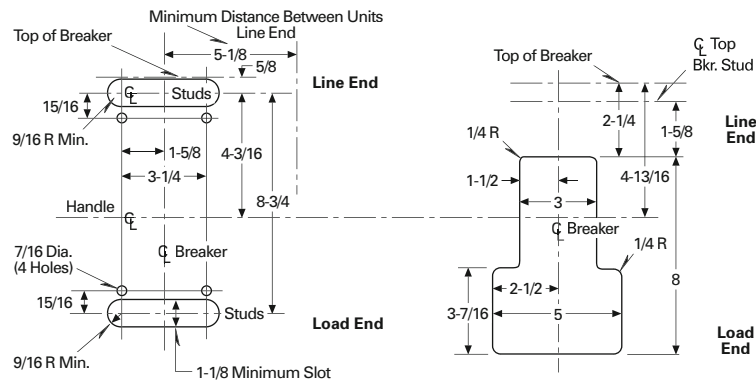 Minimum Distance Between Units
Line End
Top of Breaker
5-1/8
5/8
Line End
℄ Studs
15/16
9/16 R Min.
1-5/8
3-1/4
4-3/16
8-3/4
Handle
℄
℄ Breaker
7/16 Dia.
(4 Holes)
15/16
Studs
Load End
9/16 R Min.
1-1/8 Minimum Slot
℄ Top
Bkr. Stud
Top of Breaker
2-1/4
1-5/8
Line
End
1/4 R
1-1/2
4-13/16
3
℄ Breaker
1/4 R
2-1/2
3-7/16
5
8
Load
End